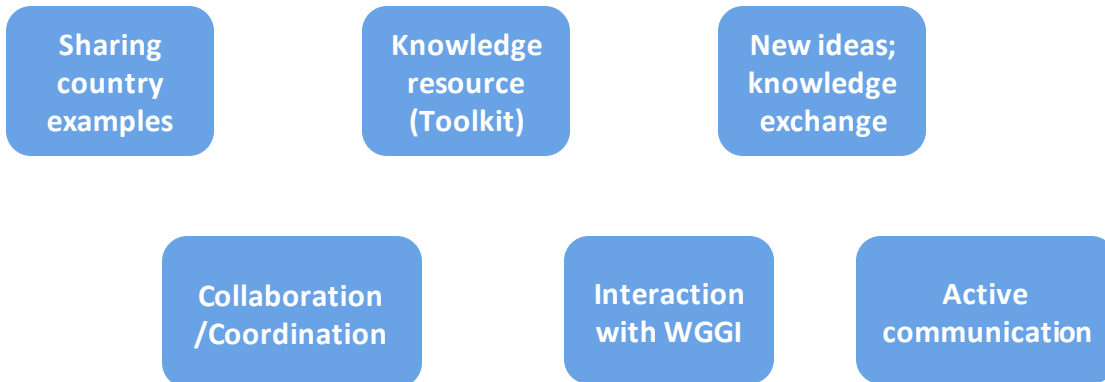 Sharing
country
examples
Knowledge
resource
(Toolkit)
New ideas;
knowledge
exchange
Collaboration
/Coordination
Interaction
with WGGI
Active
communication